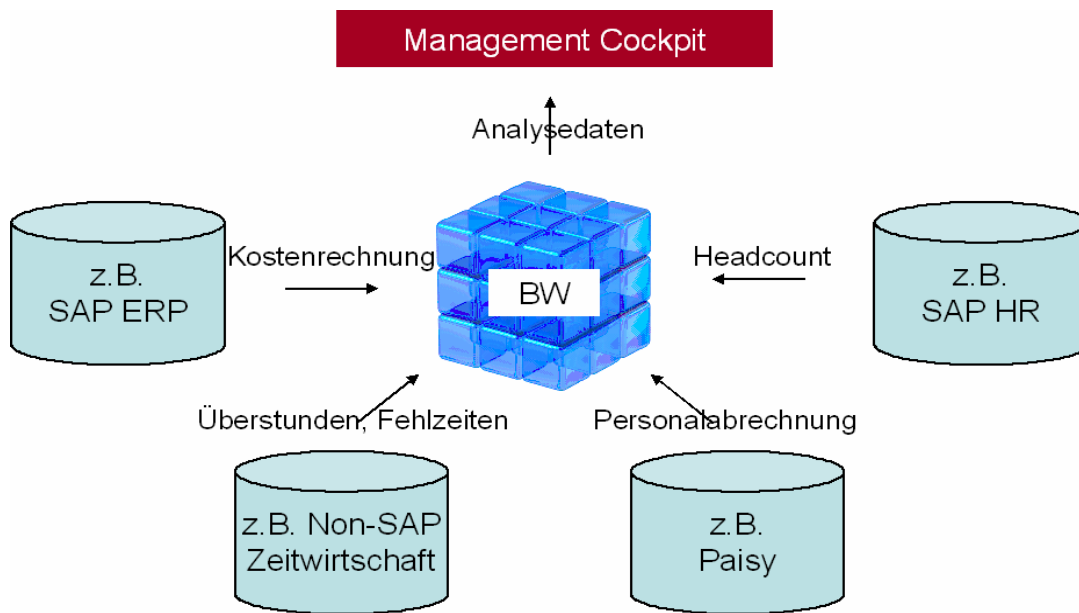 Management Cockpit
Analysedaten
Kostenrechnung
Headcount
z.B.
SAP ERP
BW
z.B.
SAP HR
Überstunden, Fehlzeiten
Personalabrechnung
z.B. Non-SAP
Zeitwirtschaft
z.B.
Paisy